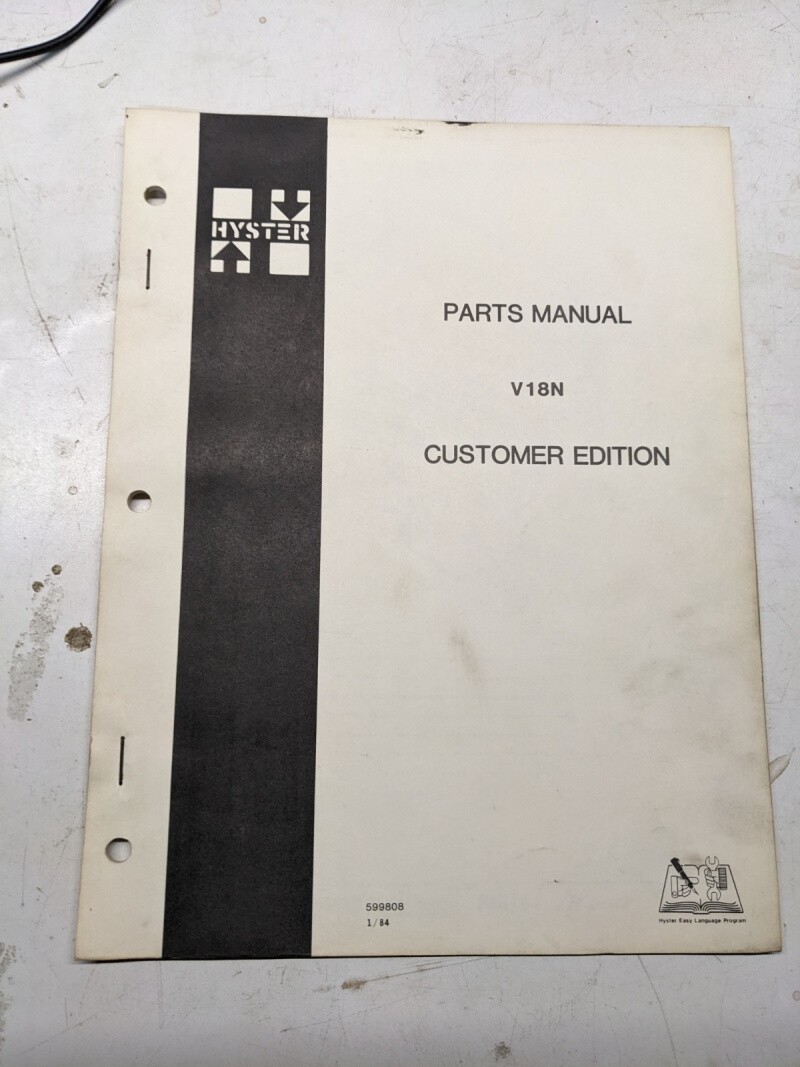 HYSTER
PARTS MANUAL
V18N
CUSTOMER EDITION
599808
1/84
Hyster Easy Language Program